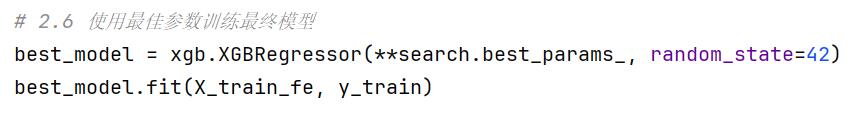 # 2.6 使用最佳参数训练最终模型
best_model = xgb.XGBRegressor(**search.best_params_, random_state=42)
best_model.fit(X_train_fe, y_train)